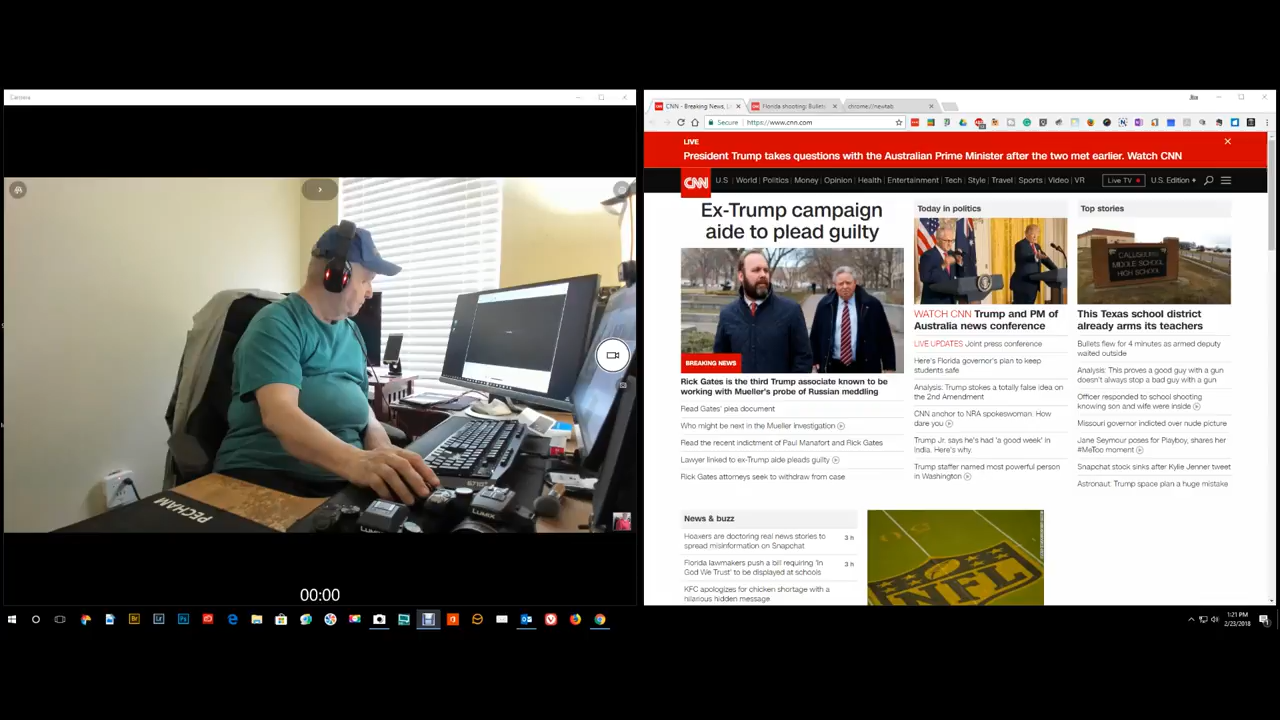 Camera
PECHAM
LUMIX
LUMIX
00:00
CNN - Breaking News, L
Florida shooting: Bullets
chrome://newtab
Secure
https://www.cnn.com
LIVE
President Trump takes questions with the Australian Prime Minister after the two met earlier. Watch CNN
CNN
U.S World Politics Money Opinion Health Entertainment Tech Style Travel Sports Video VR
Live TV
U.S. Edition +
Ex-Trump campaign
aide to plead guilty
BREAKING NEWS
Rick Gates is the third Trump associate known to be
working with Mueller's probe of Russian meddling
Read Gates' plea document
Who might be next in the Mueller investigation
Read the recent indictment of Paul Manafort and Rick Gates
Lawyer linked to ex-Trump aide pleads guilty
Rick Gates attorneys seek to withdraw from case
Today in politics
WATCH CNN Trump and PM of
Australia news conference
LIVE UPDATES Joint press conference
Here's Florida governor's plan to keep
students safe
Analysis: Trump stokes a totally false idea on
the 2nd Amendment
CNN anchor to NRA spokeswoman: How
dare you
Trump Jr. says he's had 'a good week' in
India. Here's why.
Trump staffer named most powerful person
in Washington
Top stories
CALLISBURG
MIDDLE SCHOOL
HIGH SCHOOL
This Texas school district
already arms its teachers
Bullets flew for 4 minutes as armed deputy
waited outside
Analysis: This proves a good guy with a gun
doesn't always stop a bad guy with a gun
Officer responded to school shooting
knowing son and wife were inside
Missouri governor indicted over nude picture
Jane Seymour poses for Playboy, shares her
#MeToo moment
Snapchat stock sinks after Kylie Jenner tweet
Astronaut: Trump space plan a huge mistake
News & buzz
Hoaxers are doctoring real news stories to
spread misinformation on Snapchat
3 h
Florida lawmakers push a bill requiring 'In
God We Trust' to be displayed at schools
3 h
KFC apologizes for chicken shortage with a
hilarious hidden message
NFL
1:21 PM
2/23/2018